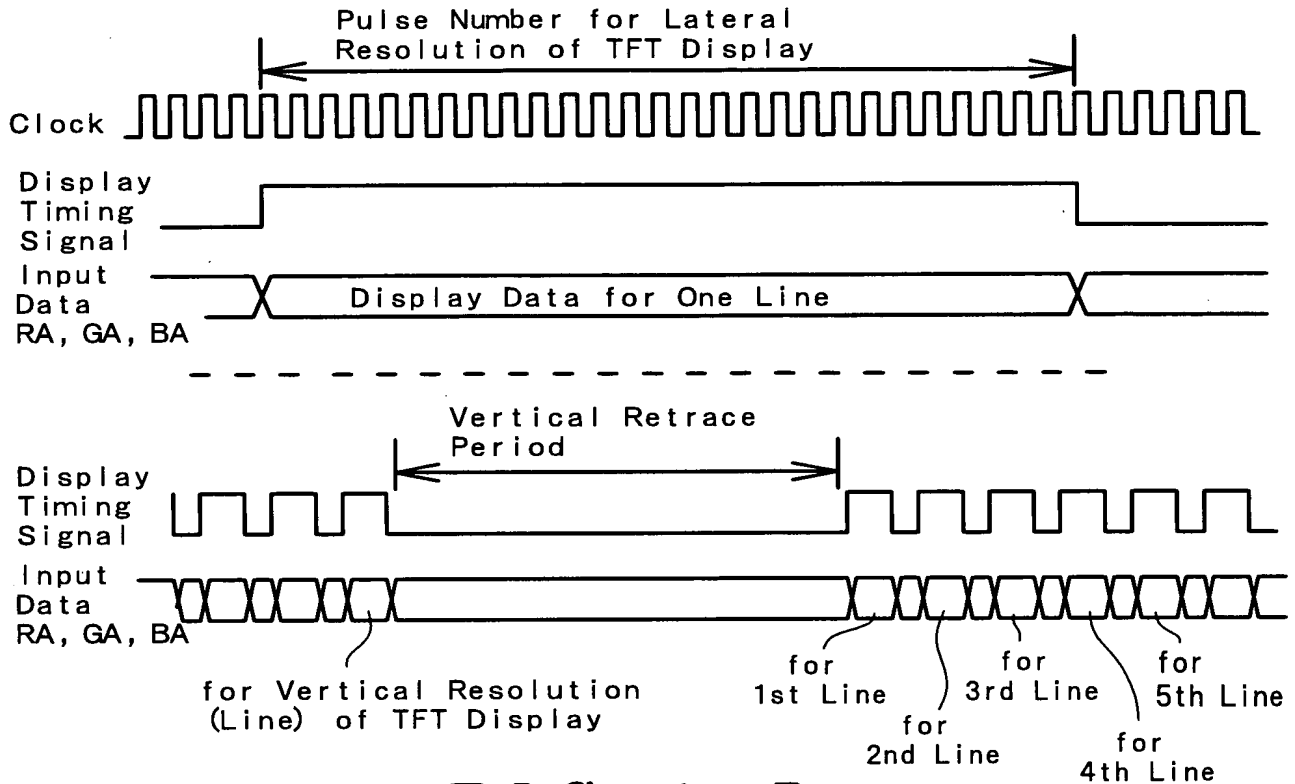 Pulse Number for Lateral
Resolution of TFT Display
Clock
Display
Timing
Signal
Input
Data
RA, GA, BA
Display Data for One Line
Vertical Retrace
Period
Display
Timing
Signal
Input
Data
RA, GA, BA
for Vertical Resolution
(Line) of TFT Display
for
1st Line
for
2nd Line
for
3rd Line
for
4th Line
for
5th Line